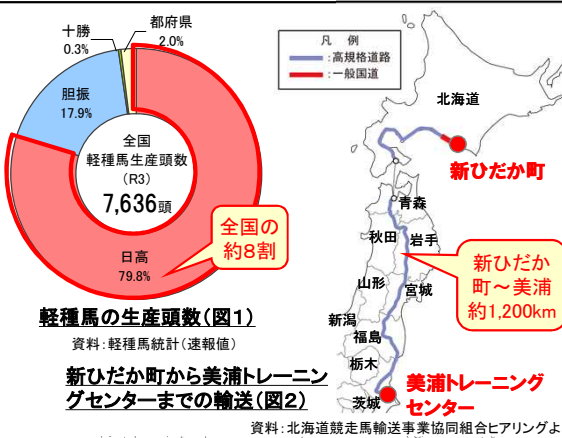 十勝
0.3%
都府県
2.0%
胆振
17.9%
全国
軽種馬生産頭数
(R3)
7,636頭
日高
79.8%
全国の
約8割
軽種馬の生産頭数(図1)
資料:軽種馬統計(速報値)
新ひだか町から美浦トレーニン
グセンターまでの輸送(図2)
凡 例
:高規格道路
:一般国道
北海道
新ひだか町
青森
秋田
岩手
山形
宮城
新潟
福島
栃木
茨城
新ひだか
町~美浦
約1,200km
美浦トレーニング
センター
資料:北海道競走馬輸送事業協同組合ヒアリングよ